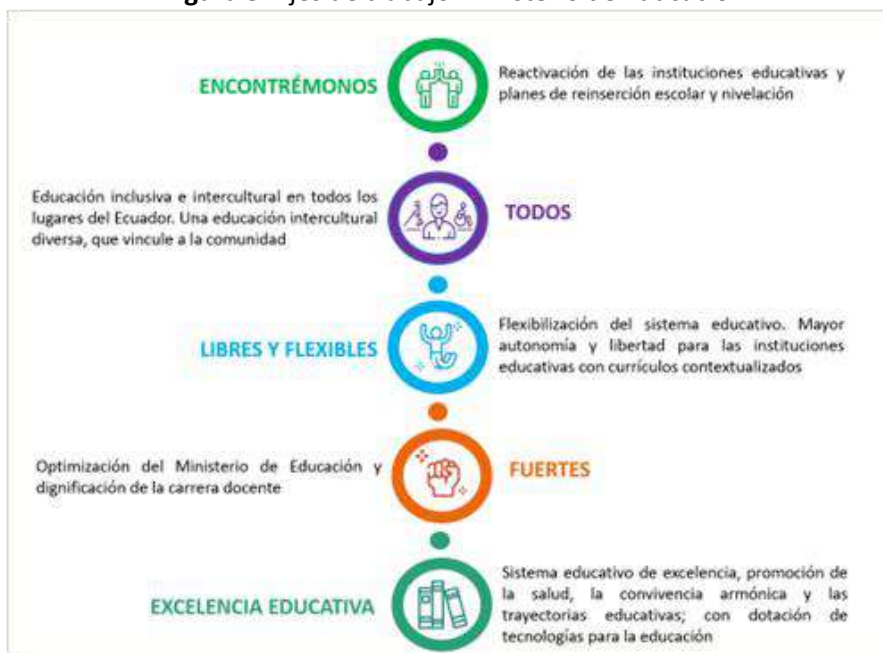 ENCONTRÉMONOS
Reactivación de las instituciones educativas y
planes de reinserción escolar y nivelación
Educación inclusiva e intercultural en todos los
lugares del Ecuador. Una educación intercultural
diversa, que vincule a la comunidad
TODOS
LIBRES Y FLEXIBLES
Flexibilización del sistema educativo. Mayor
autonomía y libertad para las instituciones
educativas con currículos contextualizados
Optimización del Ministerio de Educación y
dignificación de la carrera docente
FUERTES
EXCELENCIA EDUCATIVA
Sistema educativo de excelencia, promoción de
la salud, la convivencia armónica y las
trayectorias educativas; con dotación de
tecnologías para la educación